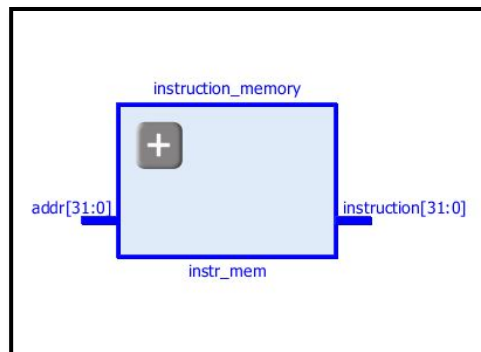 instruction_memory
addr[31:0]
instruction[31:0]
instr_mem